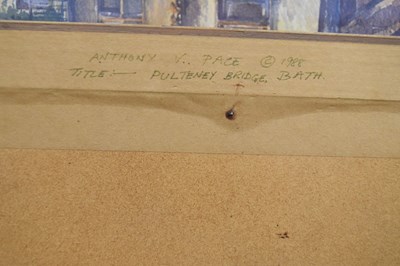 ANTHONY V.. PACE © 1988
TITLE:— PULTENEY BRIDGE, BATH.